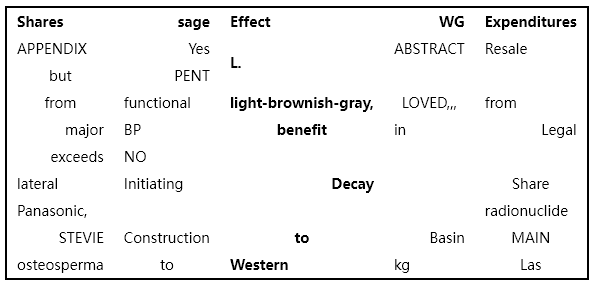 Shares sage Effect WG Expenditures
APPENDIX Yes L. ABSTRACT Resale
but PENT
from functional light-brownish-gray, LOVED,,, from
major BP benefit in Legal
exceeds NO
lateral Initiating Decay Share
Panasonic, radionuclide
STEVIE Construction to Basin MAIN
osteosperma to Western kg Las